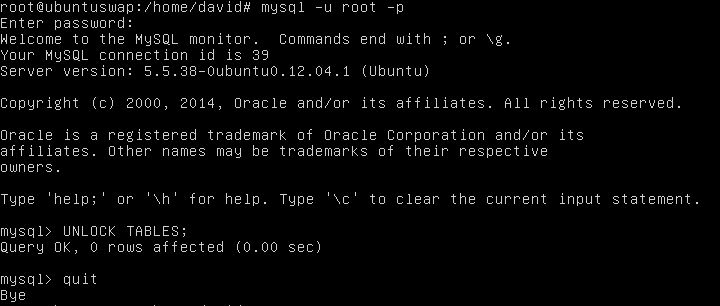 root@ubuntuswap:/home/david# mysql -u root -p
Enter password:
Welcome to the MySQL monitor.  Commands end with ; or \g.
Your MySQL connection id is 39
Server version: 5.5.38-0ubuntu0.12.04.1 (Ubuntu)

Copyright (c) 2000, 2014, Oracle and/or its affiliates. All rights reserved.

Oracle is a registered trademark of Oracle Corporation and/or its
affiliates. Other names may be trademarks of their respective
owners.

Type 'help;' or '\h' for help. Type '\c' to clear the current input statement.

mysql> UNLOCK TABLES;
Query OK, 0 rows affected (0.00 sec)

mysql> quit
Bye